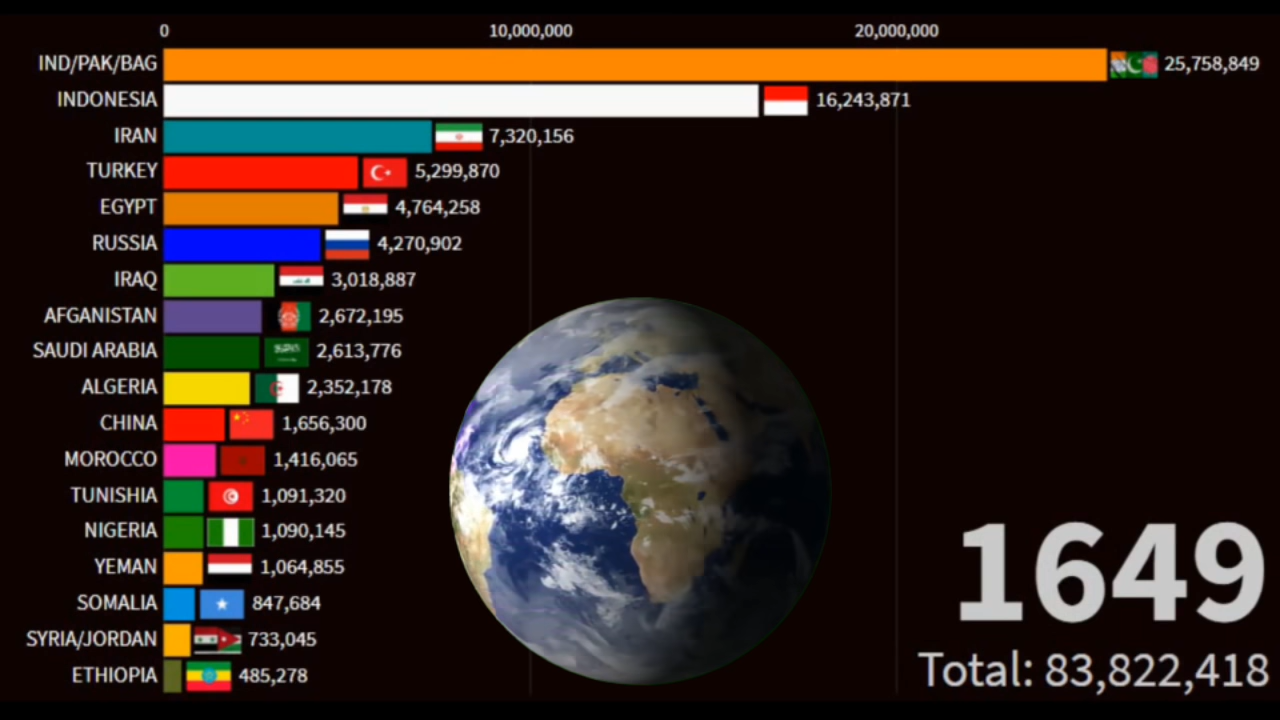 0 10,000,000 20,000,000
IND/PAK/BAG 25,758,849
INDONESIA 16,243,871
IRAN 7,320,156
TURKEY 5,299,870
EGYPT 4,764,258
RUSSIA 4,270,902
IRAQ 3,018,887
AFGANISTAN 2,672,195
SAUDI ARABIA 2,613,776
ALGERIA 2,352,178
CHINA 1,656,300
MOROCCO 1,416,065
TUNISHIA 1,091,320
NIGERIA 1,090,145
YEMAN 1,064,855
SOMALIA 847,684
SYRIA/JORDAN 733,045
ETHIOPIA 485,278
1649
Total: 83,822,418